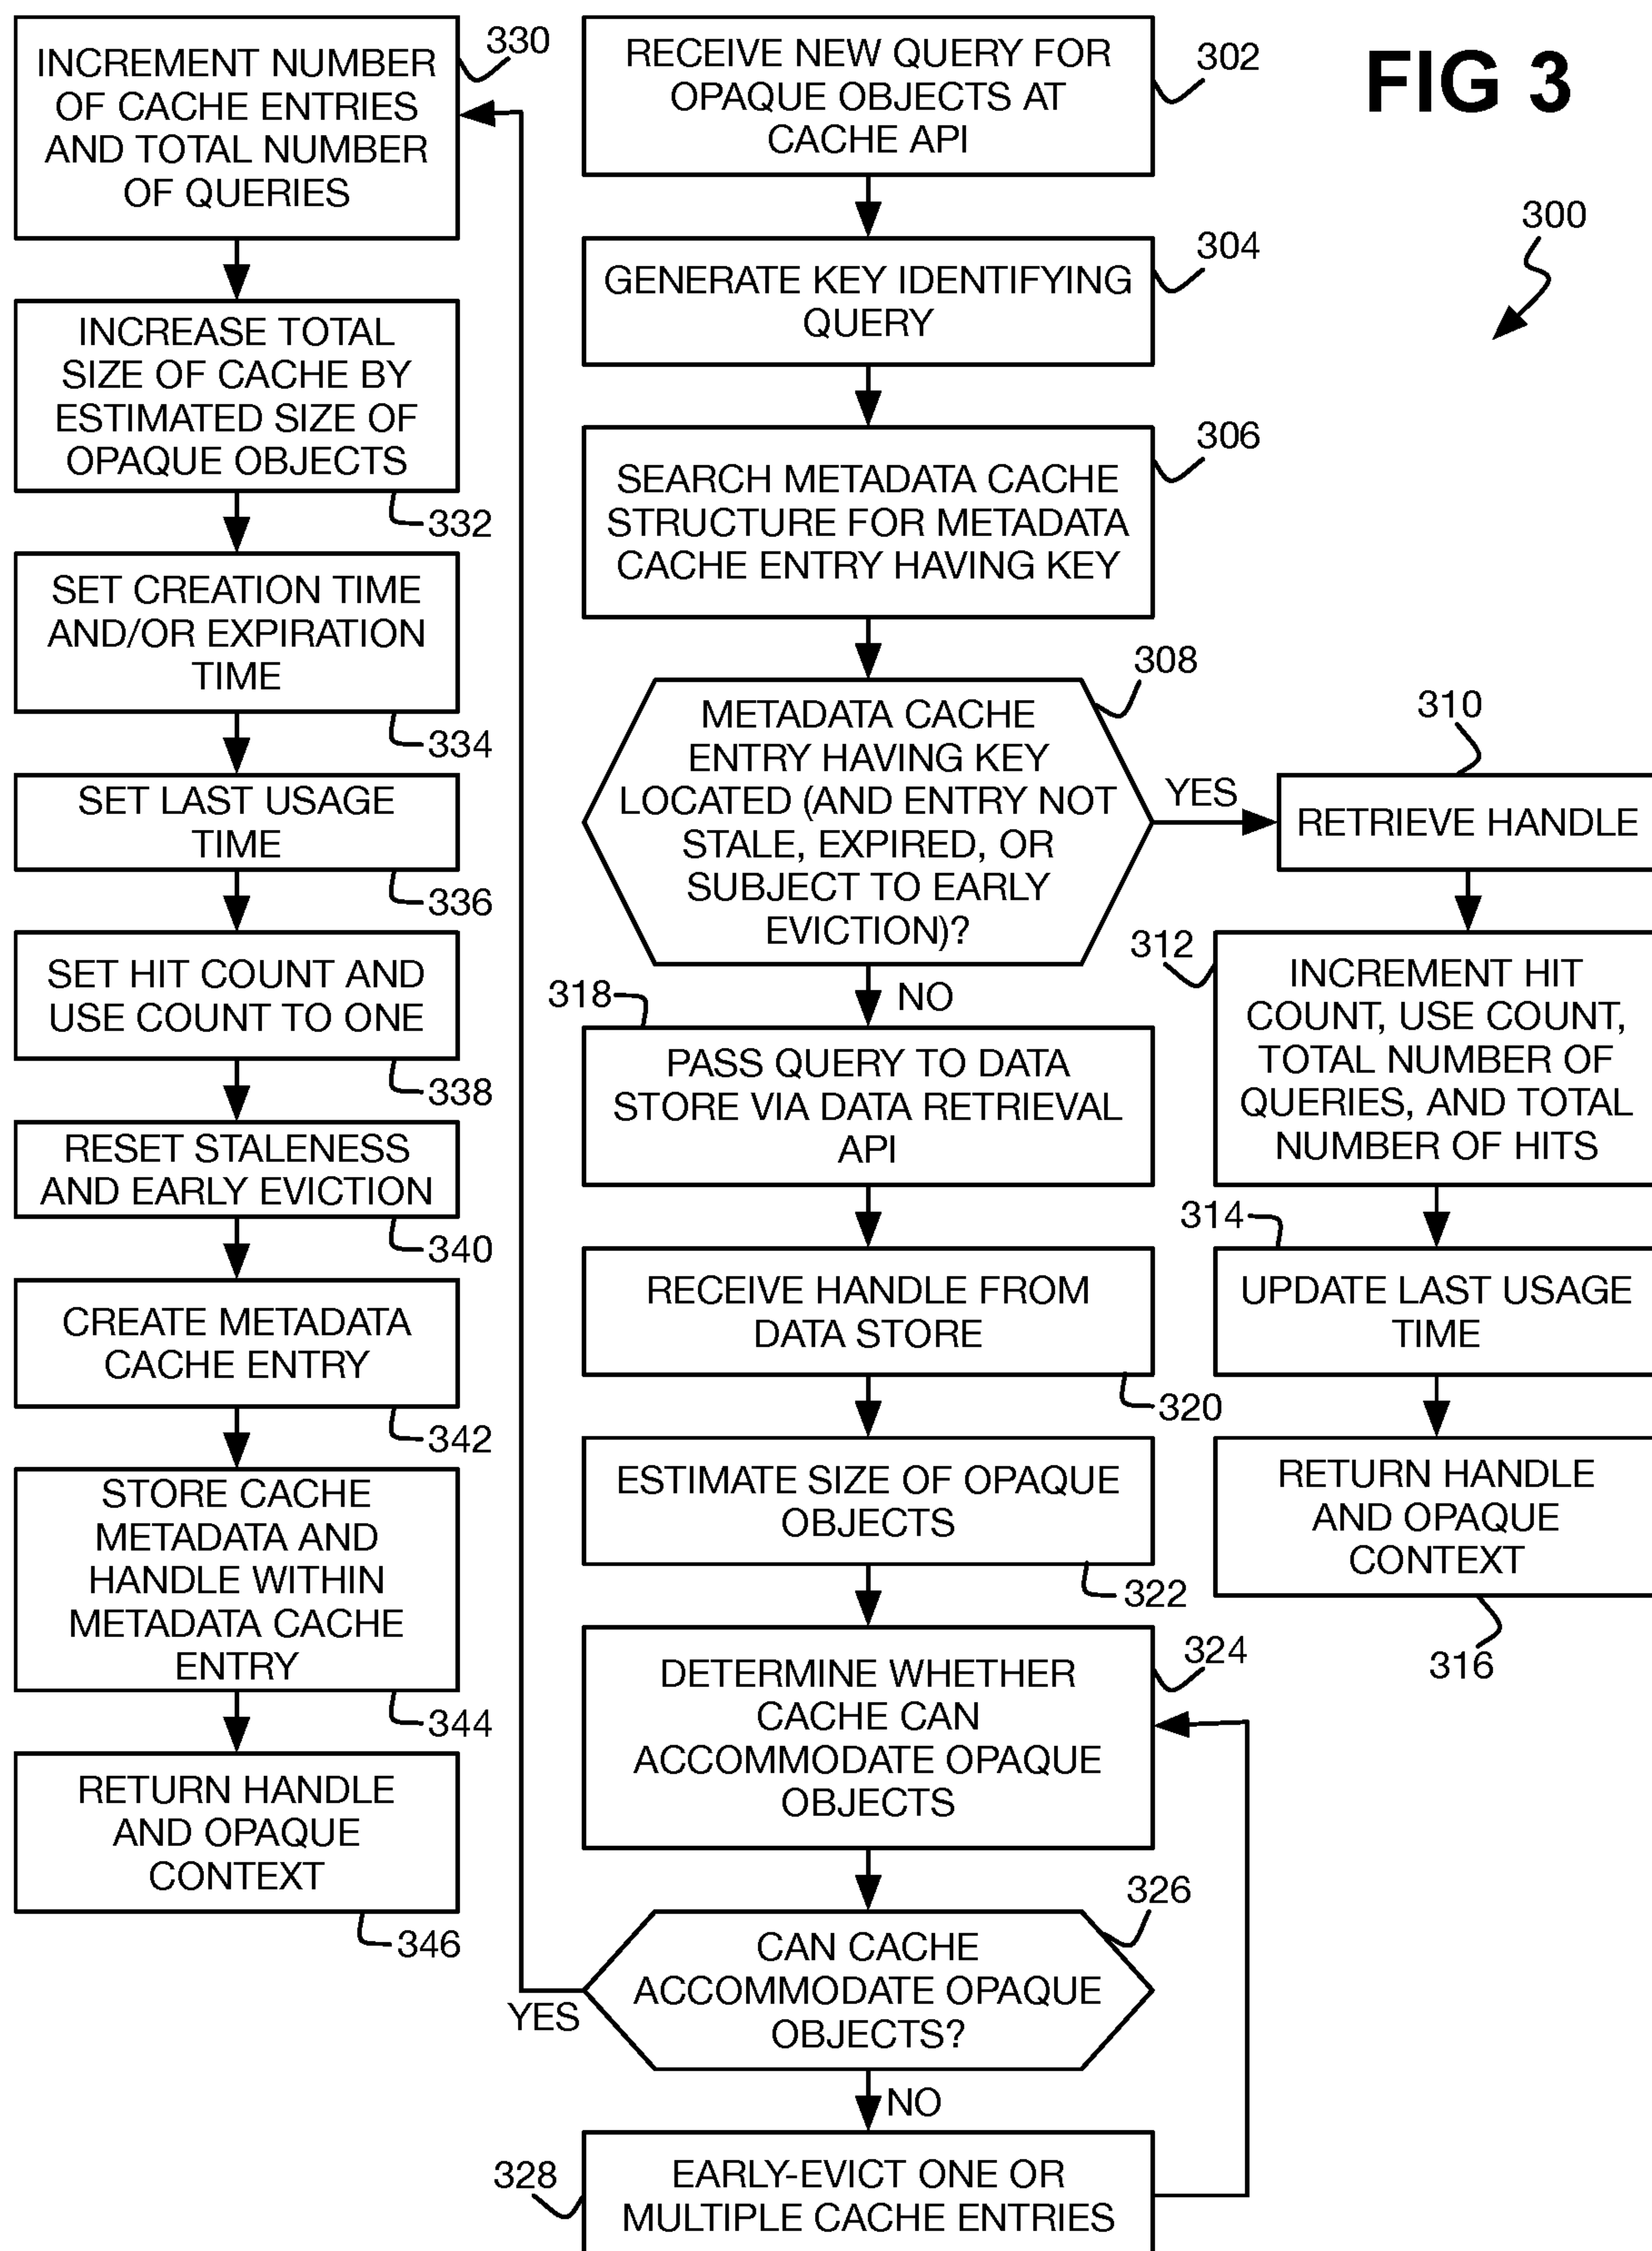 FIG 3
300
RECEIVE NEW QUERY FOR
OPAQUE OBJECTS AT
CACHE API
302
GENERATE KEY IDENTIFYING
QUERY
304
SEARCH METADATA CACHE
STRUCTURE FOR METADATA
CACHE ENTRY HAVING KEY
306
METADATA CACHE
ENTRY HAVING KEY
LOCATED (AND ENTRY NOT
STALE, EXPIRED, OR
SUBJECT TO EARLY
EVICTION)?
308
YES
310
RETRIEVE HANDLE
312
INCREMENT HIT
COUNT, USE COUNT,
TOTAL NUMBER OF
QUERIES, AND TOTAL
NUMBER OF HITS
314
UPDATE LAST USAGE
TIME
RETURN HANDLE
AND OPAQUE
CONTEXT
316
NO
318
PASS QUERY TO DATA
STORE VIA DATA RETRIEVAL
API
RECEIVE HANDLE FROM
DATA STORE
320
ESTIMATE SIZE OF OPAQUE
OBJECTS
322
DETERMINE WHETHER
CACHE CAN
ACCOMMODATE OPAQUE
OBJECTS
324
CAN CACHE
ACCOMMODATE OPAQUE
OBJECTS?
326
YES
NO
328
EARLY-EVICT ONE OR
MULTIPLE CACHE ENTRIES
INCREMENT NUMBER
OF CACHE ENTRIES
AND TOTAL NUMBER
OF QUERIES
330
INCREASE TOTAL
SIZE OF CACHE BY
ESTIMATED SIZE OF
OPAQUE OBJECTS
332
SET CREATION TIME
AND/OR EXPIRATION
TIME
334
SET LAST USAGE
TIME
336
SET HIT COUNT AND
USE COUNT TO ONE
338
RESET STALENESS
AND EARLY EVICTION
340
CREATE METADATA
CACHE ENTRY
342
STORE CACHE
METADATA AND
HANDLE WITHIN
METADATA CACHE
ENTRY
344
RETURN HANDLE
AND OPAQUE
CONTEXT
346